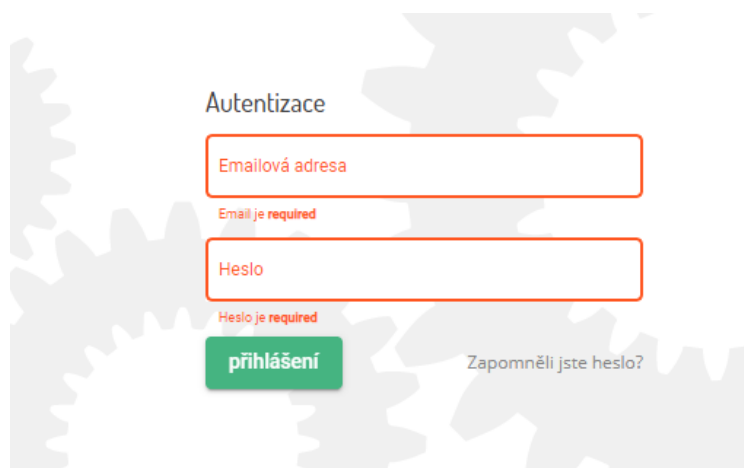 Autentizace
Emailová adresa
Email je required
Heslo
Heslo je required
přihlášení
Zapomněli jste heslo?